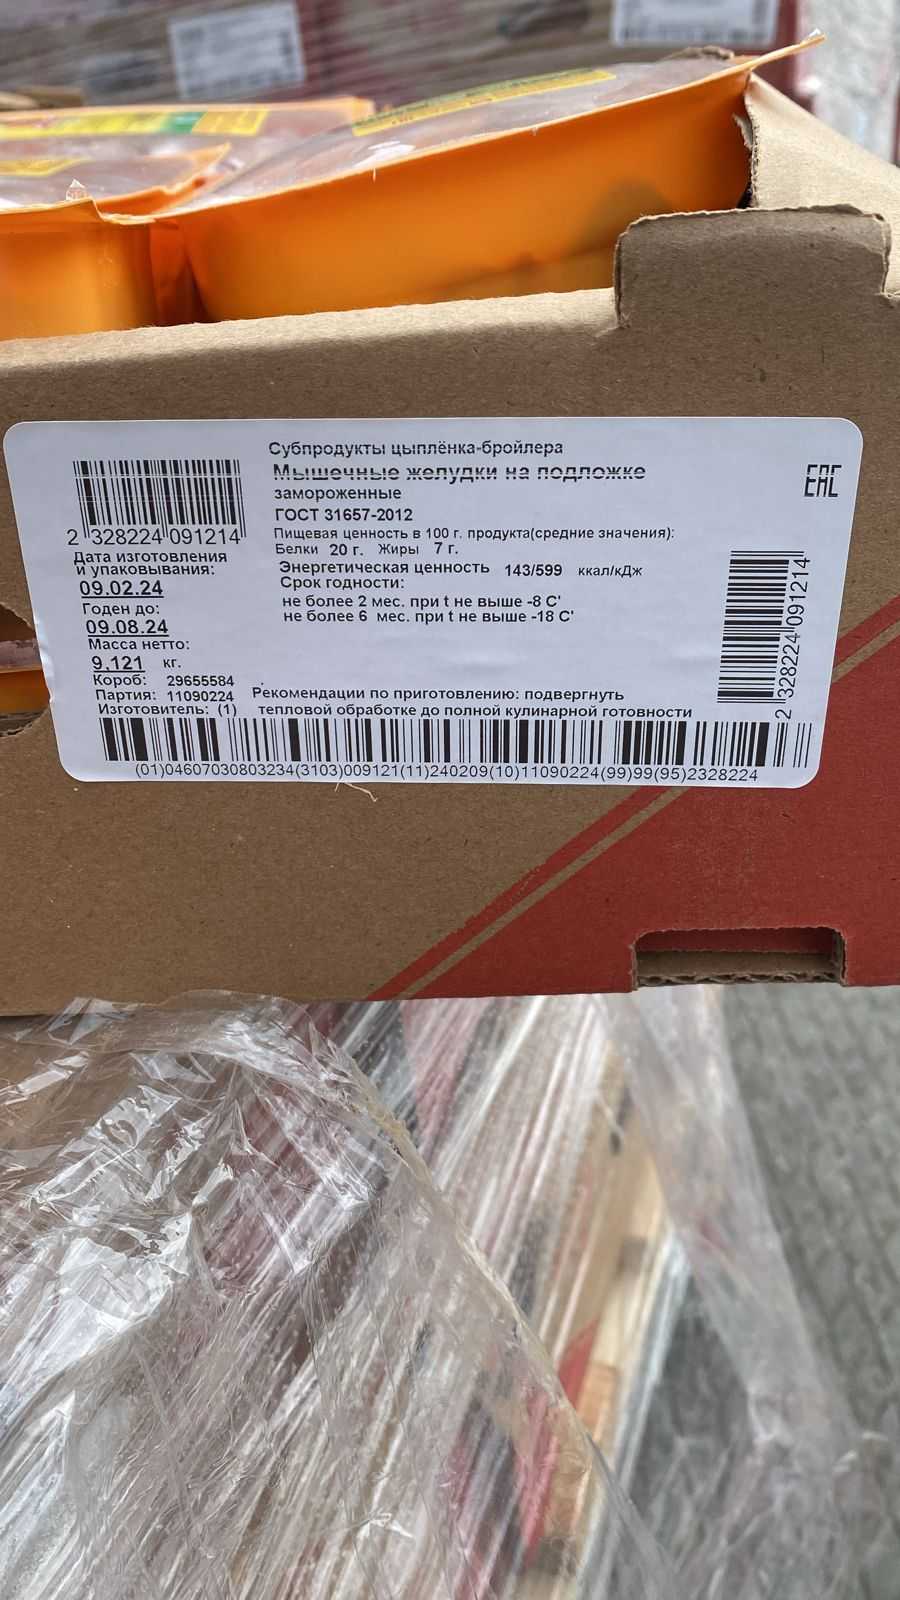 Субпродукты цыплёнка-бройлера
Мышечные желудки на подложке
замороженные
ГОСТ 31657-2012
Пищевая ценность в 100 г. продукта(средние значения):
Белки 20 г. Жиры 7 г.
Энергетическая ценность 143/599 ккал/кДж
Срок годности:
не более 2 мес. при t не выше -8 С'
не более 6 мес. при t не выше -18 С'
EAC
2 328224 091214
Дата изготовления
и упаковывания:
09.02.24
Годен до:
09.08.24
Масса нетто:
9,121 кг.
Короб: 29655584
Партия: 11090224
Изготовитель: (1)
Рекомендации по приготовлению: подвергнуть
тепловой обработке до полной кулинарной готовности
2 328224 091214
(01)04607030803234(3103)009121(11)240209(10)11090224(99)99(95)2328224